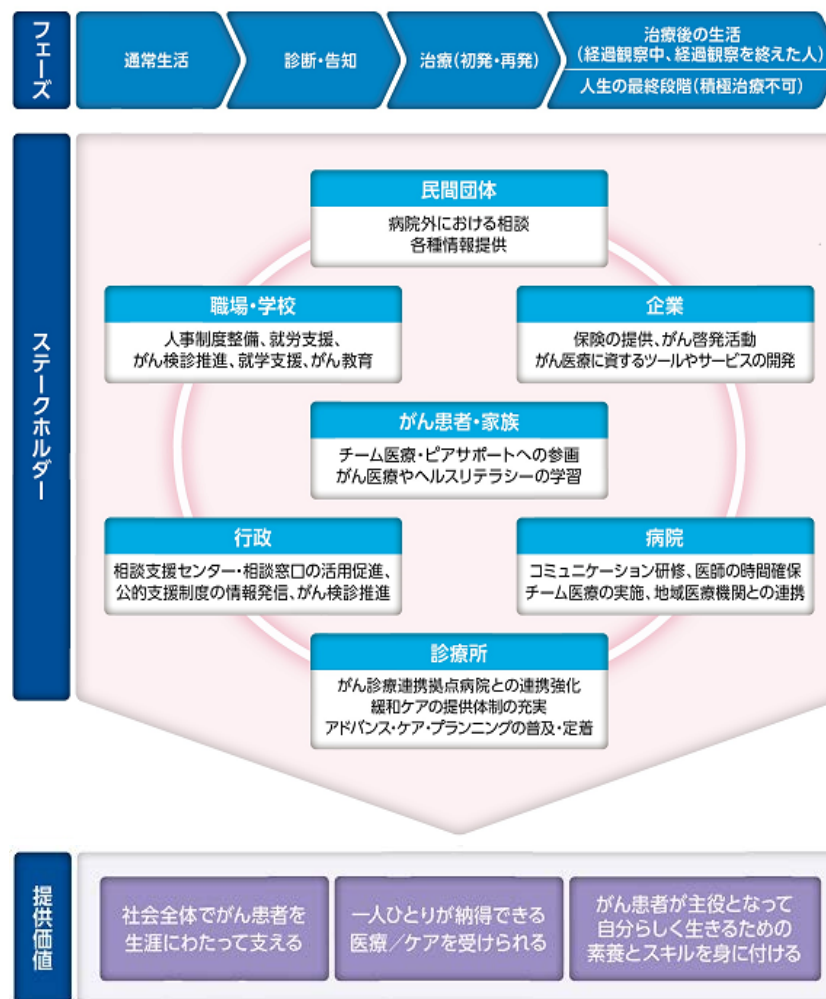 フェーズ
通常生活
診断・告知
治療(初発・再発)
治療後の生活
(経過観察中、経過観察を終えた人)
人生の最終段階(積極治療不可)
ステークホルダー
民間団体
病院外における相談
各種情報提供
職場・学校
人事制度整備、就労支援、
がん検診推進、就学支援、がん教育
企業
保険の提供、がん啓発活動
がん医療に資するツールやサービスの開発
がん患者・家族
チーム医療・ピアサポートへの参画
がん医療やヘルスリテラシーの学習
行政
相談支援センター・相談窓口の活用促進、
公的支援制度の情報発信、がん検診推進
病院
コミュニケーション研修、医師の時間確保
チーム医療の実施、地域医療機関との連携
診療所
がん診療連携拠点病院との連携強化
緩和ケアの提供体制の充実
アドバンス・ケア・プランニングの普及・定着
提供価値
社会全体でがん患者を
生涯にわたって支える
一人ひとりが納得できる
医療／ケアを受けられる
がん患者が主役となって
自分らしく生きるための
素養とスキルを身に付ける